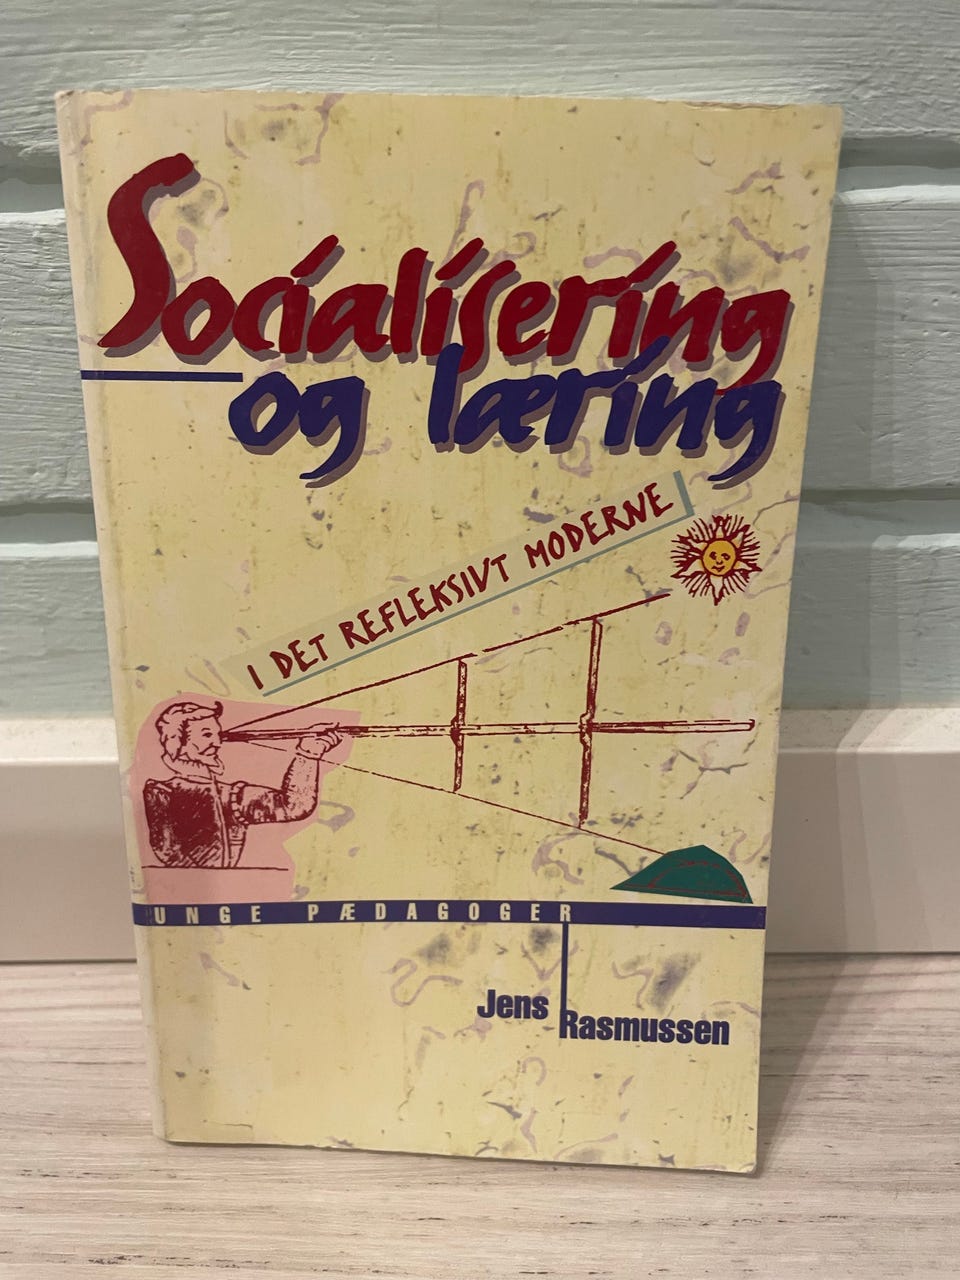 Socialisering
og læring
I DET REFLEKSIVT MODERNE
UNGE PÆDAGOGER
Jens
Rasmussen